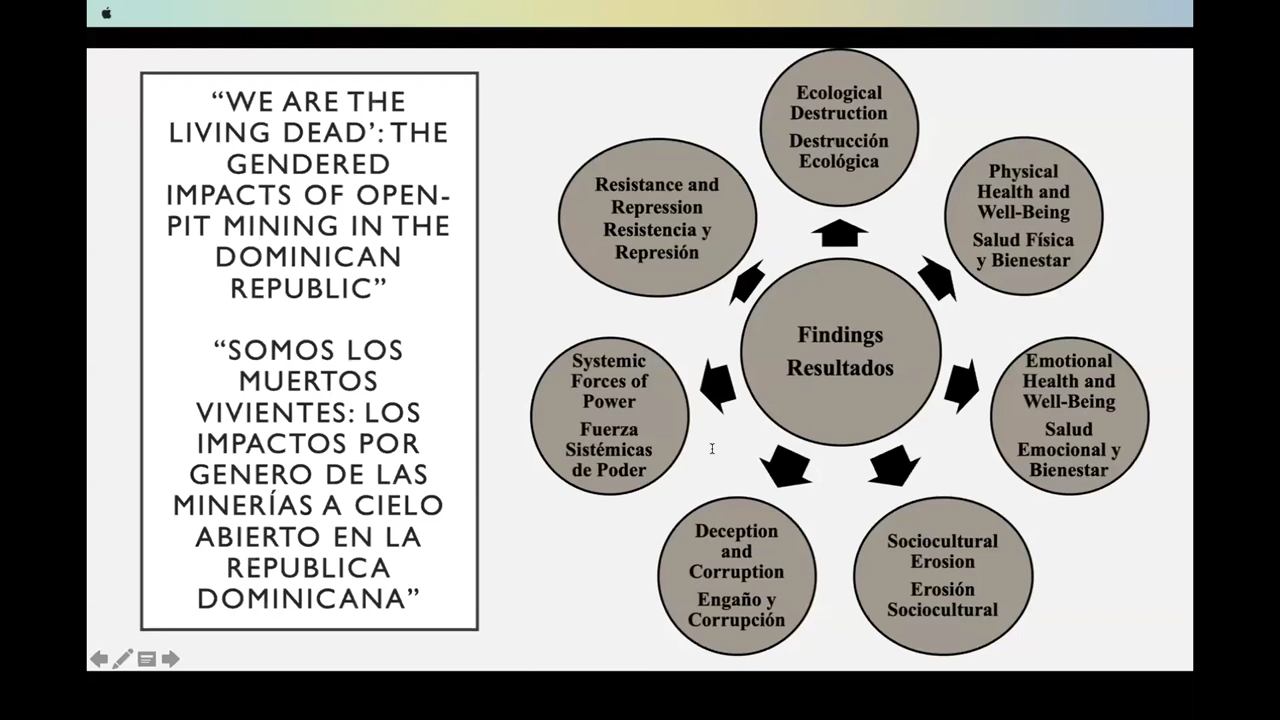 “WE ARE THE
LIVING DEAD’: THE
GENDERED
IMPACTS OF OPEN-
PIT MINING IN THE
DOMINICAN
REPUBLIC”
“SOMOS LOS
MUERTOS
VIVIENTES: LOS
IMPACTOS POR
GENERO DE LAS
MINERÍAS A CIELO
ABIERTO EN LA
REPUBLICA
DOMINICANA”
Findings
Resultados
Ecological
Destruction
Destrucción
Ecológica
Physical
Health and
Well-Being
Salud Física
y Bienestar
Emotional
Health and
Well-Being
Salud
Emocional y
Bienestar
Sociocultural
Erosion
Erosión
Sociocultural
Deception
and
Corruption
Engaño y
Corrupción
Systemic
Forces of
Power
Fuerza
Sistémicas
de Poder
Resistance and
Repression
Resistencia y
Represión